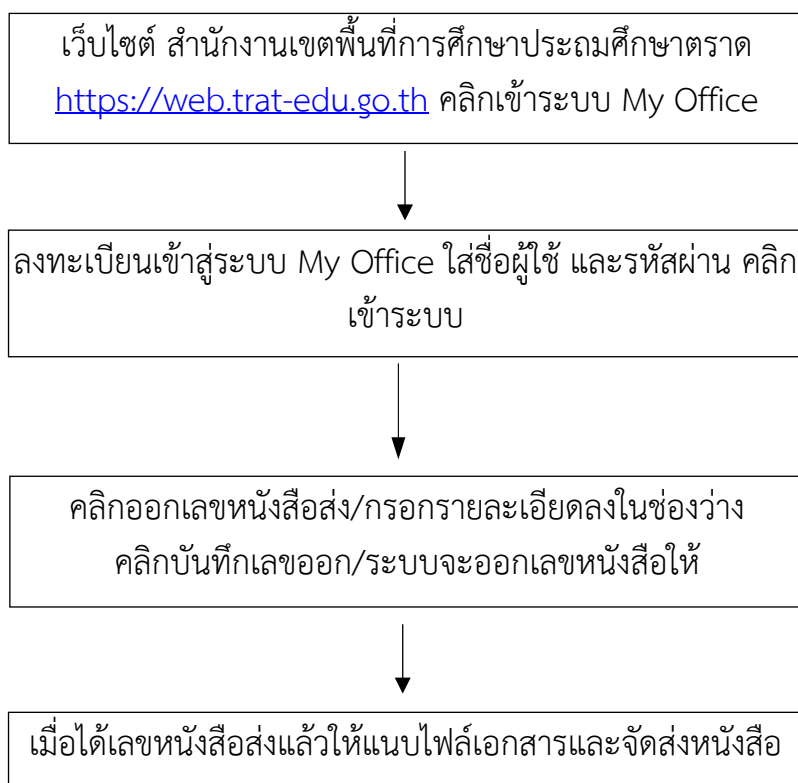 เว็บไซต์ สำนักงานเขตพื้นที่การศึกษาประถมศึกษาตราด
https://web.trat-edu.go.th คลิกเข้าระบบ My Office
ลงทะเบียนเข้าสู่ระบบ My Office ใส่ชื่อผู้ใช้ และรหัสผ่าน คลิก
เข้าระบบ
คลิกออกเลขหนังสือส่ง/กรอกรายละเอียดลงในช่องว่าง
คลิกบันทึกเลขออก/ระบบจะออกเลขหนังสือให้
เมื่อได้เลขหนังสือส่งแล้วให้แนบไฟล์เอกสารและจัดส่งหนังสือ